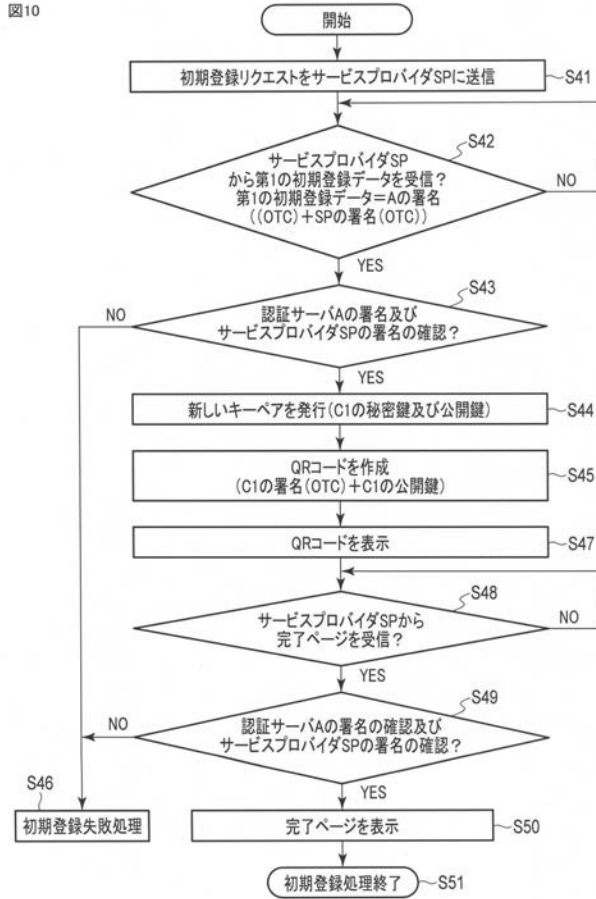 図10
開始
初期登録リクエストをサービスプロバイダSPに送信
S41
S42
サービスプロバイダSP
から第1の初期登録データを受信?
第1の初期登録データ=Aの署名
((OTC)+SPの署名(OTC))
NO
YES
S43
NO
認証サーバAの署名及び
サービスプロバイダSPの署名の確認?
YES
新しいキーペアを発行(C1の秘密鍵及び公開鍵)
S44
QRコードを作成
(C1の署名(OTC)+C1の公開鍵)
S45
QRコードを表示
S47
S48
サービスプロバイダSPから
完了ページを受信?
NO
YES
S49
NO
認証サーバAの署名の確認及び
サービスプロバイダSPの署名の確認?
YES
S46
初期登録失敗処理
完了ページを表示
S50
初期登録処理終了
S51